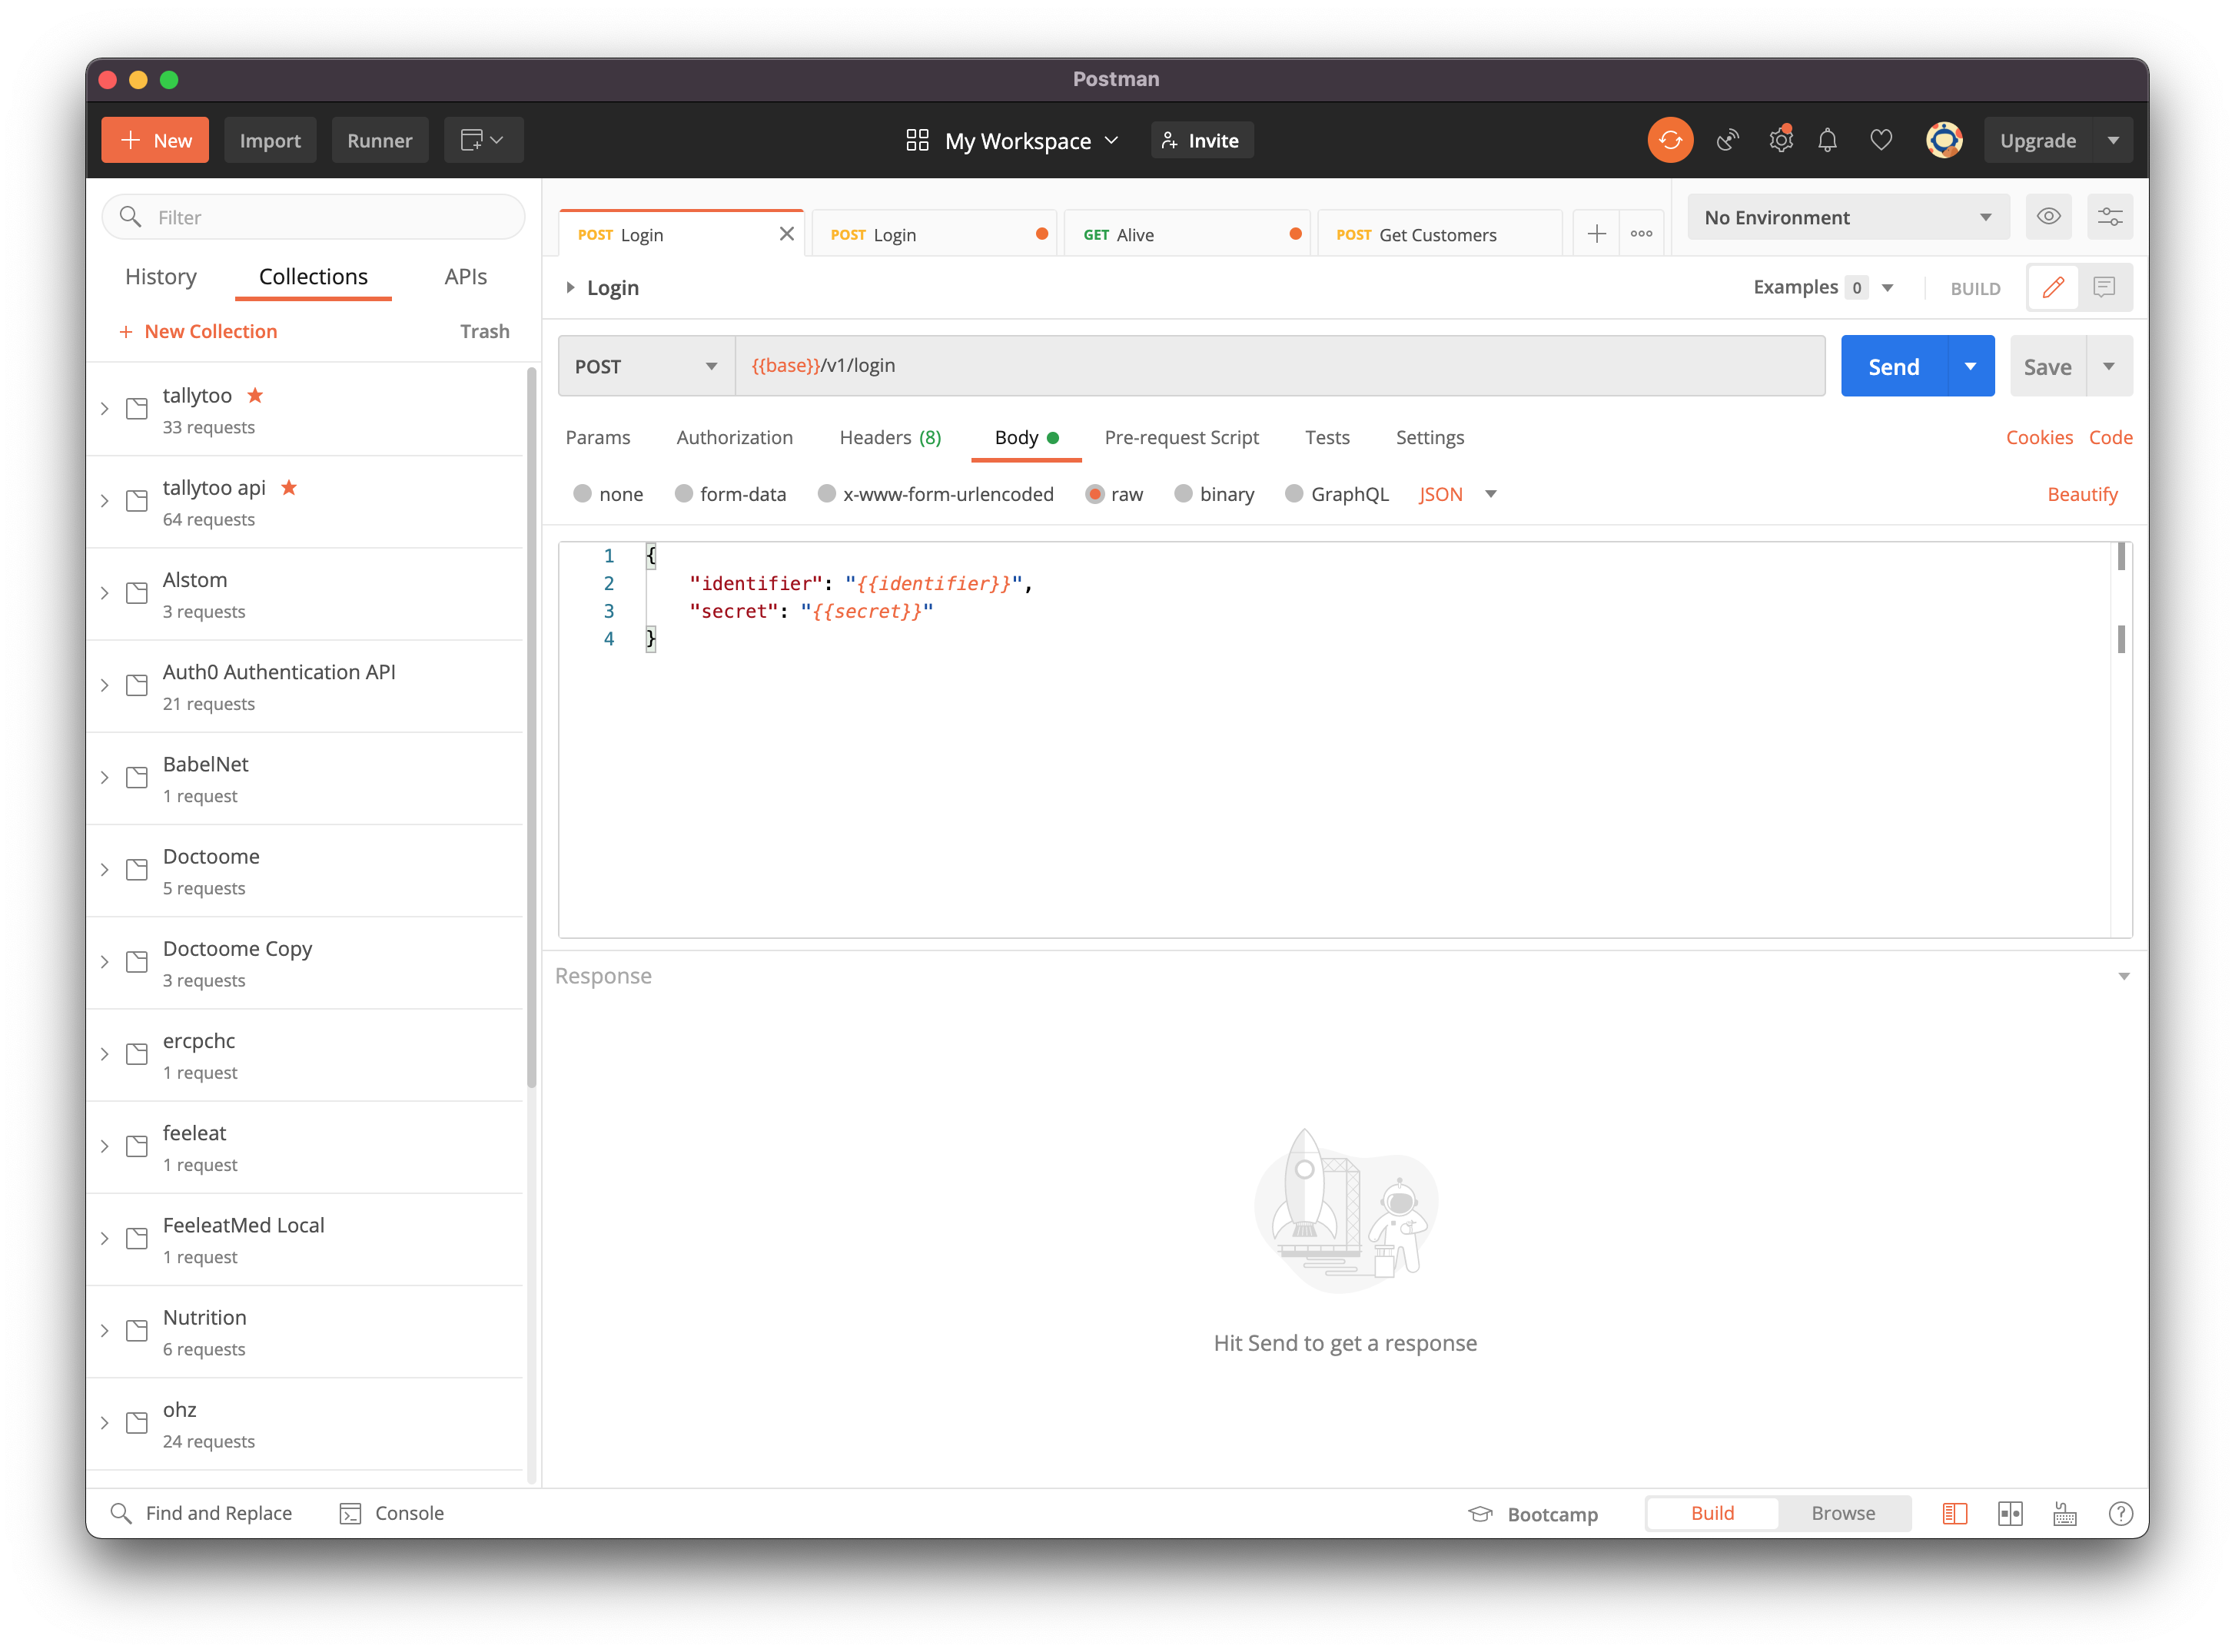 Postman
New
Import
Runner
My Workspace
Invite
Upgrade
Filter
History
Collections
APIs
+ New Collection
Trash
tallytoo
33 requests
tallytoo api
64 requests
Alstom
3 requests
Auth0 Authentication API
21 requests
BabelNet
1 request
Doctoome
5 requests
Doctoome Copy
3 requests
ercpchc
1 request
feeleat
1 request
FeeleatMed Local
1 request
Nutrition
6 requests
ohz
24 requests
POST Login
POST Login
GET Alive
POST Get Customers
No Environment
Login
Examples 0
BUILD
POST
{{base}}/v1/login
Send
Save
Params
Authorization
Headers (8)
Body
Pre-request Script
Tests
Settings
Cookies
Code
none
form-data
x-www-form-urlencoded
raw
binary
GraphQL
JSON
Beautify
1 {
2 "identifier": "{{identifier}}",
3 "secret": "{{secret}}"
4 }
Response
Hit Send to get a response
Find and Replace
Console
Bootcamp
Build
Browse